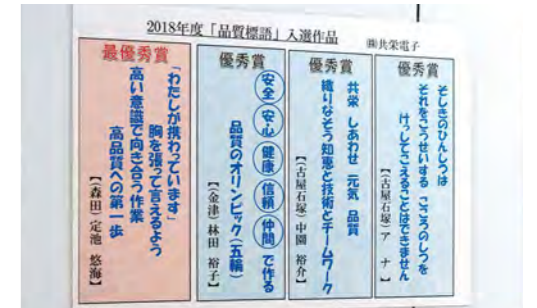 2018年度「品質標語」入選作品
㈱共栄電子
優秀賞
そしきのひんしつは
それをこうせいする こころのしつを
けっしてこえることはできません
【古屋石塚】ア ナ
優秀賞
共栄 しあわせ 元気 品質
織りなそう知恵と技術とチームワーク
【古屋石塚】中園 裕介
優秀賞
安全 安心 健康 信頼 仲間 で作る
品質のオリンピック(五輪)
【金津】林田 裕子
最優秀賞
「わたしが携わっています」
胸を張って言えるよう
高い意識で向き合う作業
高品質への第一歩
【森田】定池 悠海